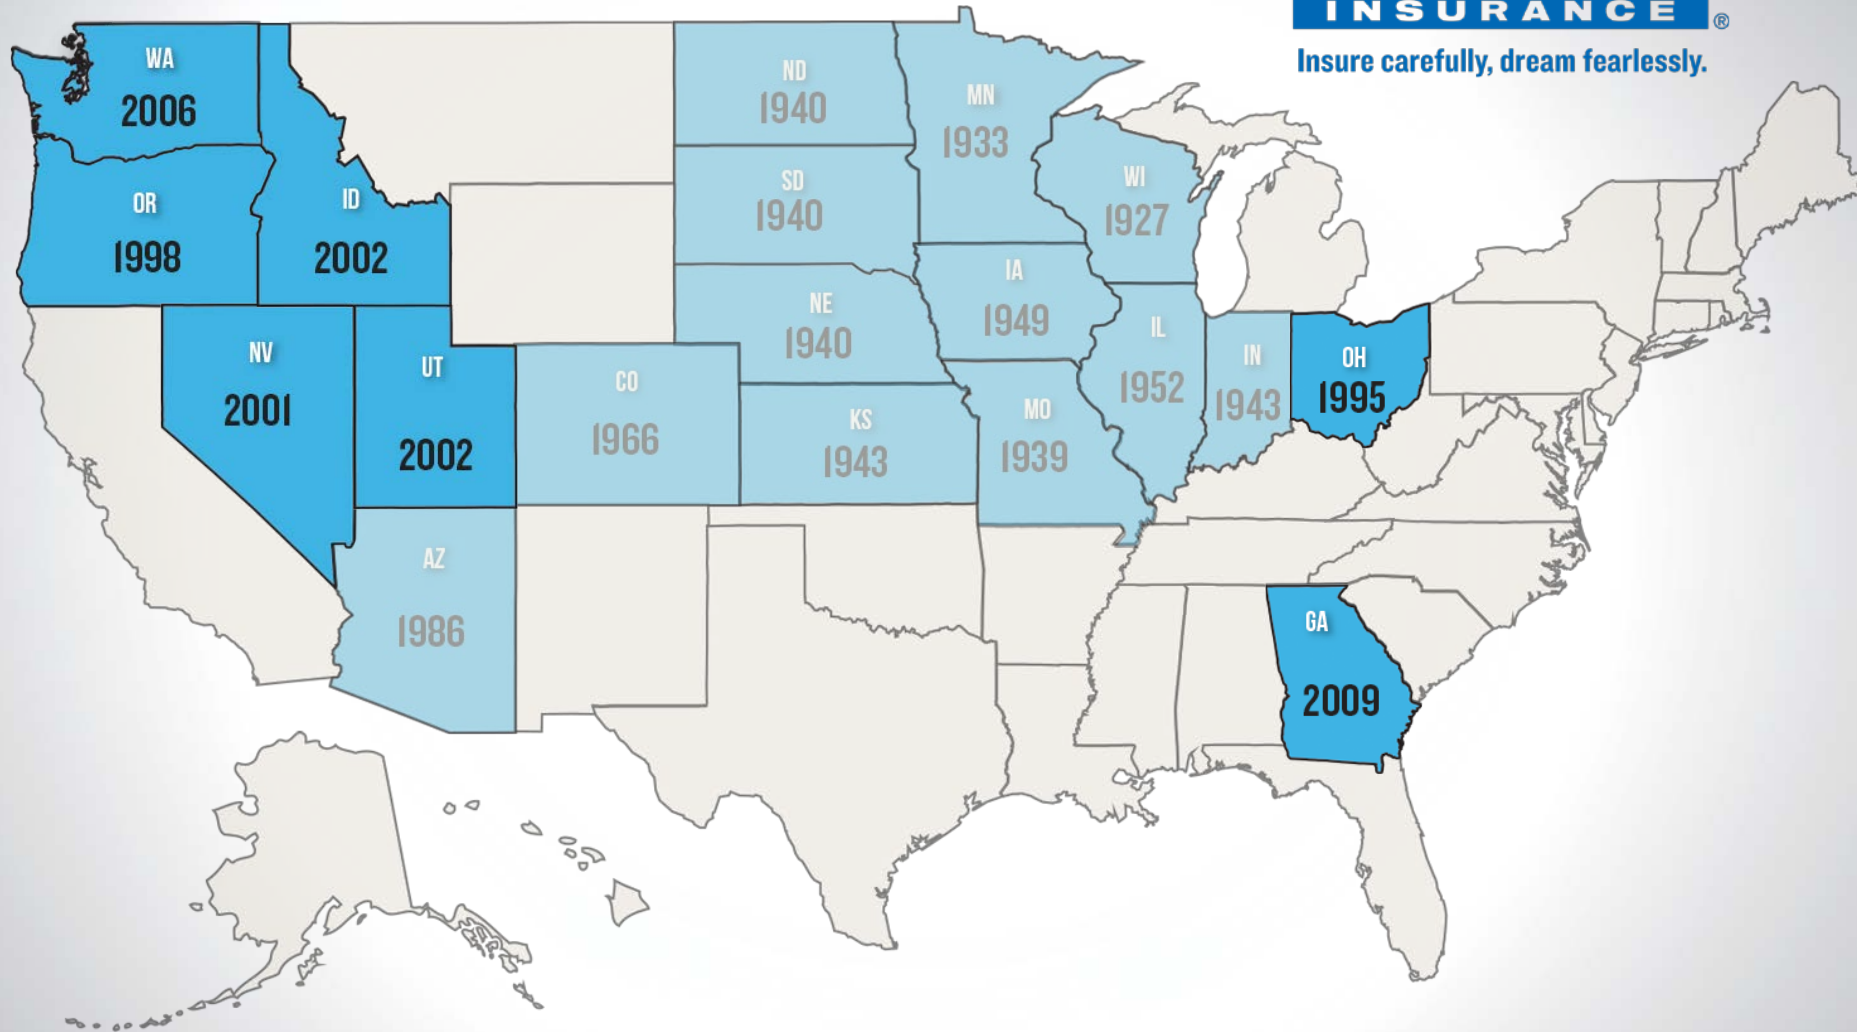 INSURANCE ®
Insure carefully, dream fearlessly.
WA
2006
OR
1998
ID
2002
NV
2001
UT
2002
AZ
1986
CO
1966
ND
1940
SD
1940
NE
1940
KS
1943
MN
1933
IA
1949
MO
1939
WI
1927
IL
1952
IN
1943
OH
1995
GA
2009